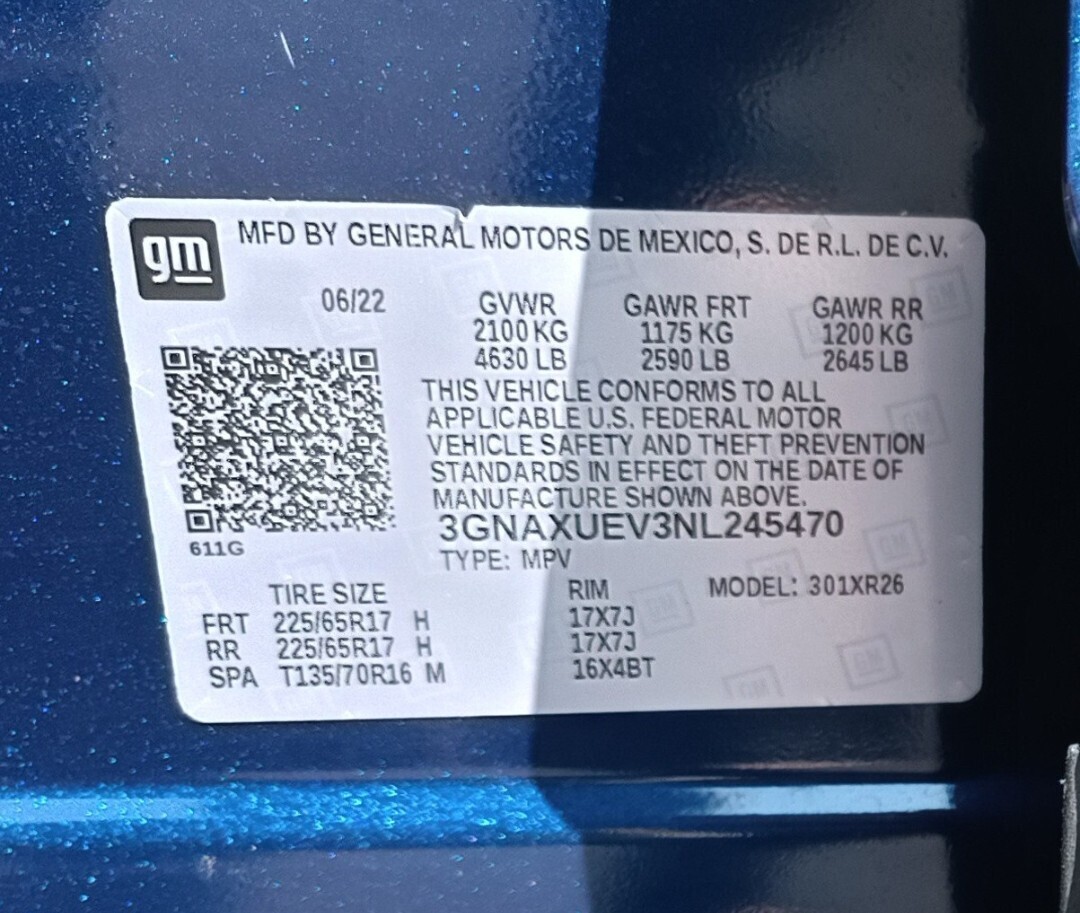 gm
MFD BY GENERAL MOTORS DE MEXICO, S. DE R.L. DE C.V.
06/22 GVWR GAWR FRT GAWR RR
2100 KG 1175 KG 1200 KG
4630 LB 2590 LB 2645 LB
THIS VEHICLE CONFORMS TO ALL
APPLICABLE U.S. FEDERAL MOTOR
VEHICLE SAFETY AND THEFT PREVENTION
STANDARDS IN EFFECT ON THE DATE OF
MANUFACTURE SHOWN ABOVE.
3GNAXUEV3NL245470
611G
TYPE: MPV
TIRE SIZE RIM MODEL: 301XR26
FRT 225/65R17 H 17X7J
RR 225/65R17 H 17X7J
SPA T135/70R16 M 16X4BT